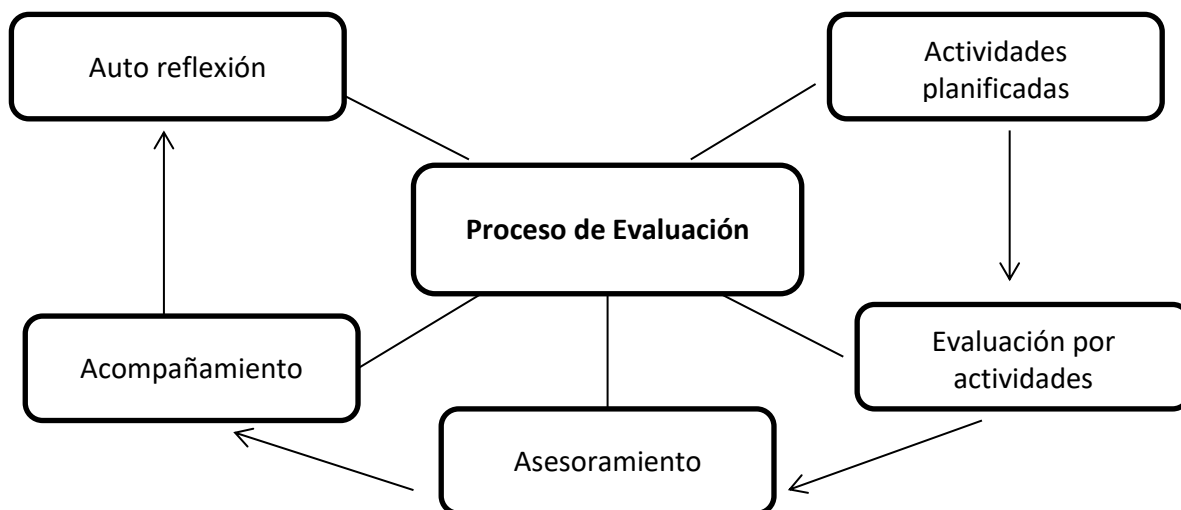 Auto reflexión
Actividades
planificadas
Proceso de Evaluación
Acompañamiento
Evaluación por
actividades
Asesoramiento